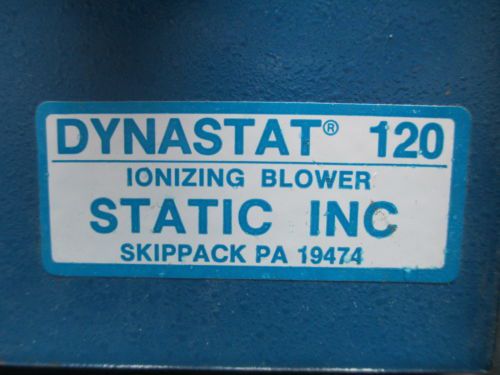 DYNASTAT® 120
IONIZING BLOWER
STATIC INC
SKIPPACK PA 19474